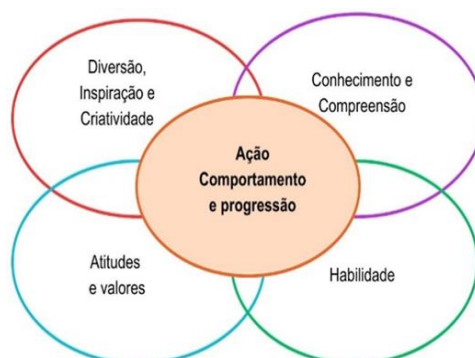 Diversão,
Inspiração e
Criatividade
Conhecimento e
Compreensão
Ação
Comportamento
e progressão
Atitudes
e valores
Habilidade